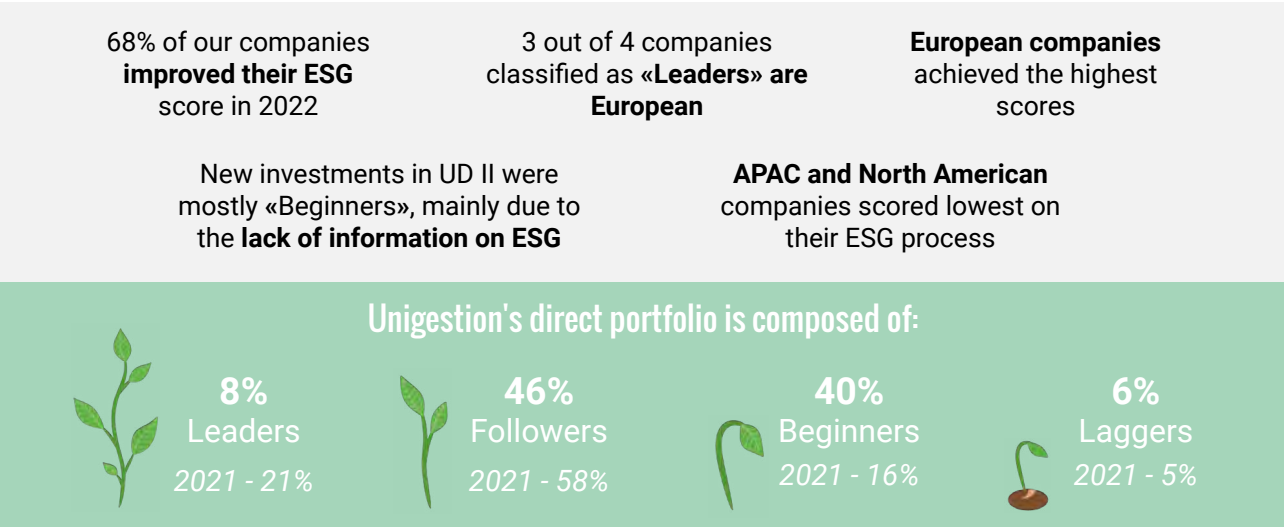 68% of our companies
improved their ESG
score in 2022
3 out of 4 companies
classified as «Leaders» are
European
European companies
achieved the highest
scores
New investments in UD II were
mostly «Beginners», mainly due to
the lack of information on ESG
APAC and North American
companies scored lowest on
their ESG process
Unigestion's direct portfolio is composed of:
8%
Leaders
2021 - 21%
46%
Followers
2021 - 58%
40%
Beginners
2021 - 16%
6%
Laggers
2021 - 5%